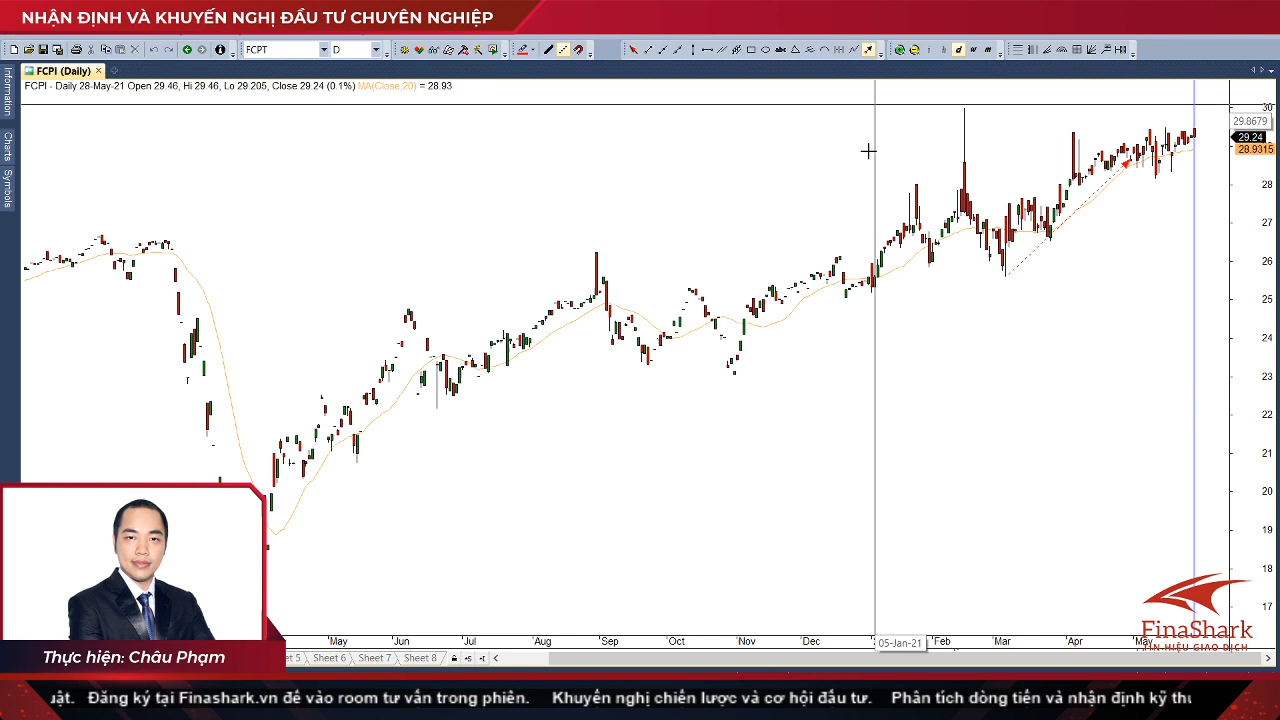 NHẬN ĐỊNH VÀ KHUYẾN NGHỊ ĐẦU TƯ CHUYÊN NGHIỆP
FCPT
D
FCPI (Daily)
FCPI - Daily 28-May-21 Open 29.46, Hi 29.46, Lo 29.205, Close 29.24 (0.1%) MA(Close,20) = 28.93
Information
Charts
Symbols
30
29.8679
29.24
28.9315
28
27
26
25
24
23
22
21
20
19
18
17
May
Jun
Jul
Aug
Sep
Oct
Nov
Dec
05-Jan-21
Feb
Mar
Apr
May
FinaShark
TÍN HIỆU GIAO DỊCH
Sheet 6
Sheet 7
Sheet 8
Thực hiện: Châu Phạm
Đăng ký tại Finashark.vn để vào room tư vấn trong phiên. Khuyến nghị chiến lược và cơ hội đầu tư. Phân tích dòng tiền và nhận định kỹ